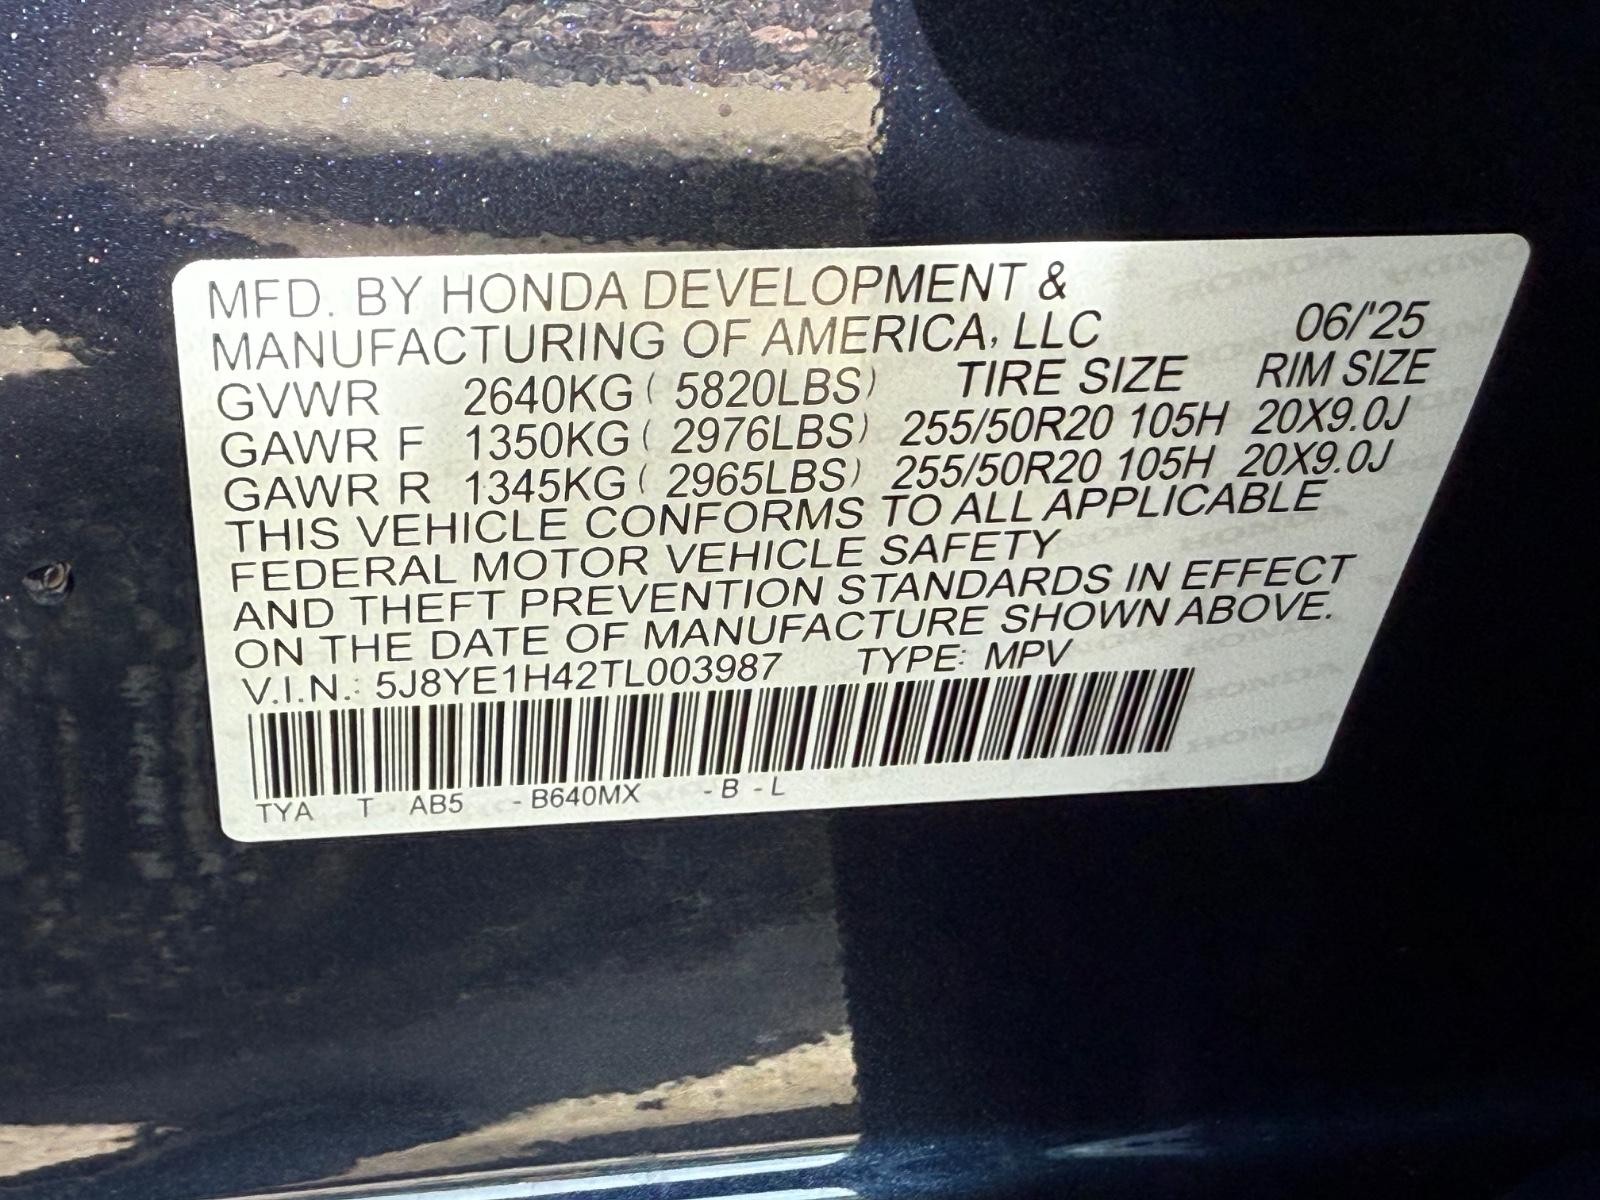 MFD. BY HONDA DEVELOPMENT &
MANUFACTURING OF AMERICA, LLC 06/'25
GVWR 2640KG ( 5820LBS) TIRE SIZE RIM SIZE
GAWR F 1350KG ( 2976LBS) 255/50R20 105H 20X9.0J
GAWR R 1345KG ( 2965LBS) 255/50R20 105H 20X9.0J
THIS VEHICLE CONFORMS TO ALL APPLICABLE
FEDERAL MOTOR VEHICLE SAFETY
AND THEFT PREVENTION STANDARDS IN EFFECT
ON THE DATE OF MANUFACTURE SHOWN ABOVE.
V.I.N.: 5J8YE1H42TL003987 TYPE: MPV
TYA T AB5 - B640MX - B - L